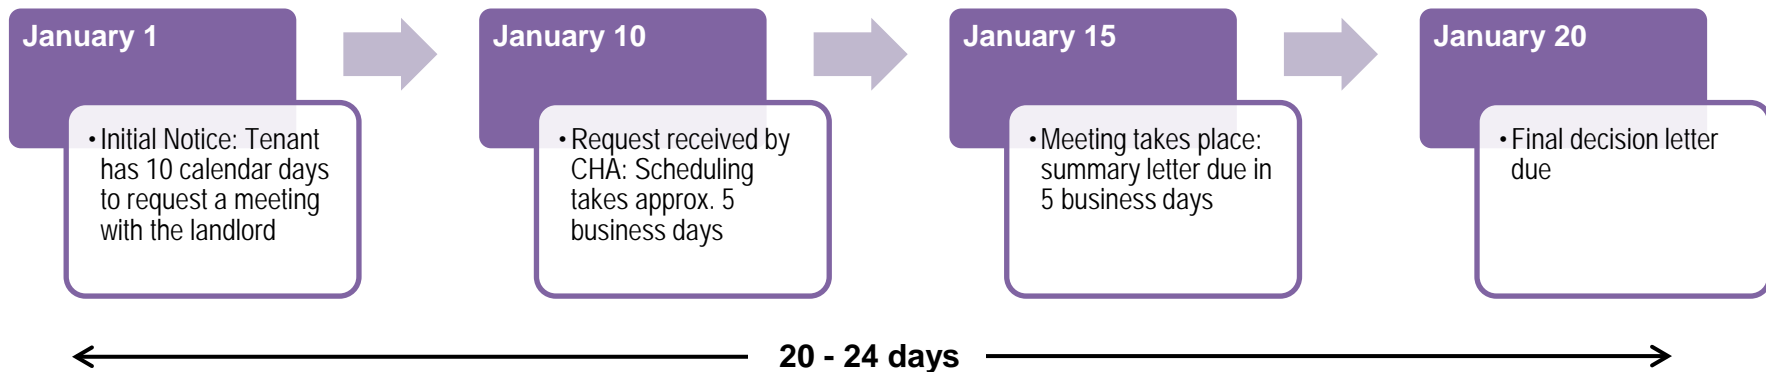 January 1
• Initial Notice: Tenant
has 10 calendar days
to request a meeting
with the landlord
January 10
• Request received by
CHA: Scheduling
takes approx. 5
business days
January 15
• Meeting takes place:
summary letter due in
5 business days
January 20
• Final decision letter
due
20 - 24 days